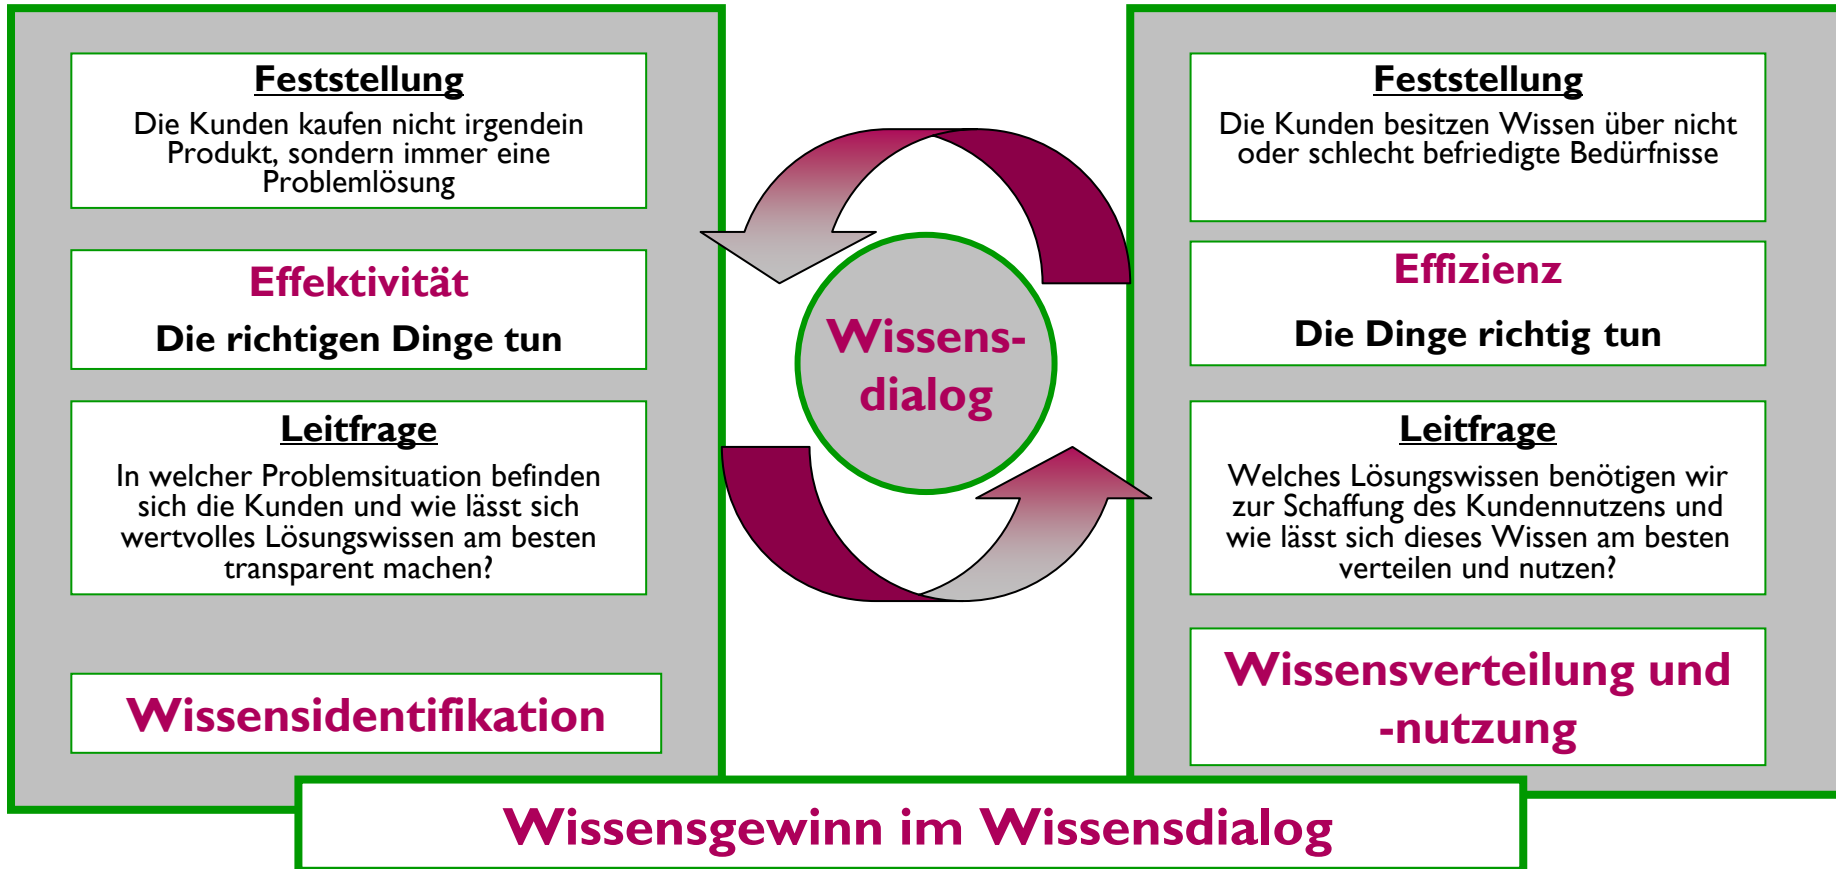 Feststellung
Die Kunden kaufen nicht irgendein
Produkt, sondern immer eine
Problemlösung
Effektivität
Die richtigen Dinge tun
Leitfrage
In welcher Problemsituation befinden
sich die Kunden und wie lässt sich
wertvolles Lösungswissen am besten
transparent machen?
Wissensidentifikation
Wissens-
dialog
Feststellung
Die Kunden besitzen Wissen über nicht
oder schlecht befriedigte Bedürfnisse
Effizienz
Die Dinge richtig tun
Leitfrage
Welches Lösungswissen benötigen wir
zur Schaffung des Kundennutzens und
wie lässt sich dieses Wissen am besten
verteilen und nutzen?
Wissensverteilung und
-nutzung
Wissensgewinn im Wissensdialog